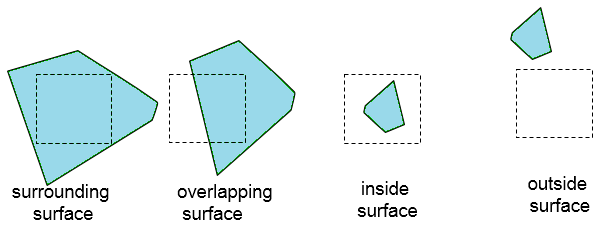 surrounding
surface
overlapping
surface
inside
surface
outside
surface